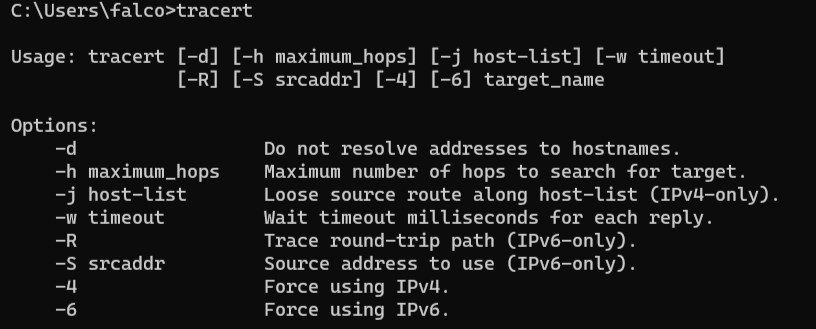 C:\Users\falco>tracert
Usage: tracert [-d] [-h maximum_hops] [-j host-list] [-w timeout]
               [-R] [-S srcaddr] [-4] [-6] target_name
Options:
    -d                 Do not resolve addresses to hostnames.
    -h maximum_hops    Maximum number of hops to search for target.
    -j host-list       Loose source route along host-list (IPv4-only).
    -w timeout         Wait timeout milliseconds for each reply.
    -R                 Trace round-trip path (IPv6-only).
    -S srcaddr         Source address to use (IPv6-only).
    -4                 Force using IPv4.
    -6                 Force using IPv6.